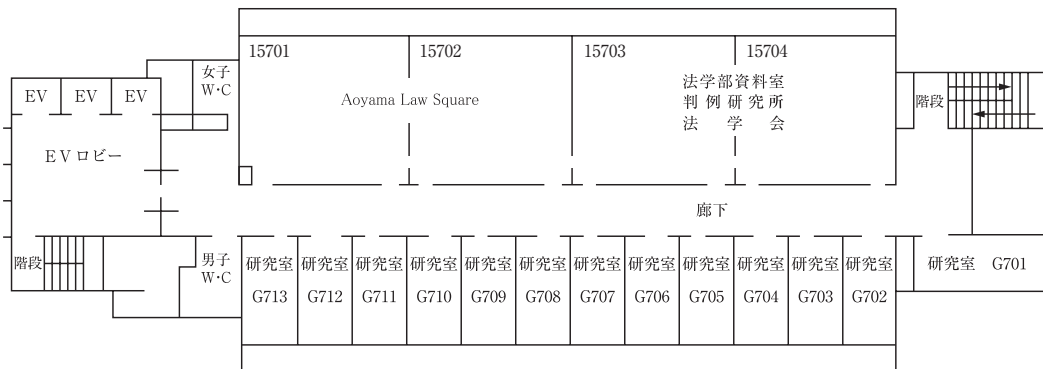 15701
15702
15703
15704
女子
W・C
EV
EV
EV
Aoyama Law Square
法学部資料室
判例研究所
法学会
階段
EVロビー
廊下
階段
男子
W・C
研究室
G713
研究室
G712
研究室
G711
研究室
G710
研究室
G709
研究室
G708
研究室
G707
研究室
G706
研究室
G705
研究室
G704
研究室
G703
研究室
G702
研究室 G701